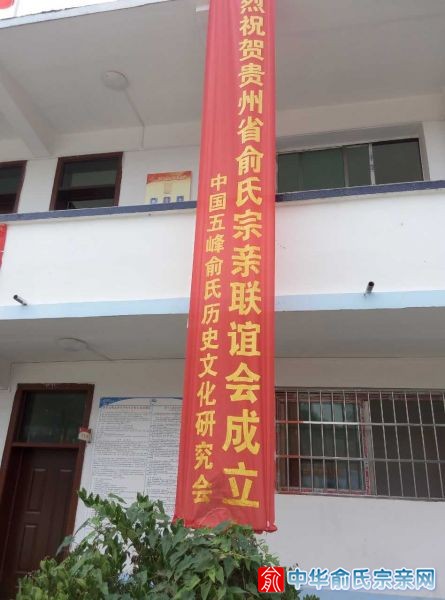 烈祝贺贵州省俞氏宗亲联谊会成立
中国五峰俞氏历史文化研究会
中华俞氏宗亲网